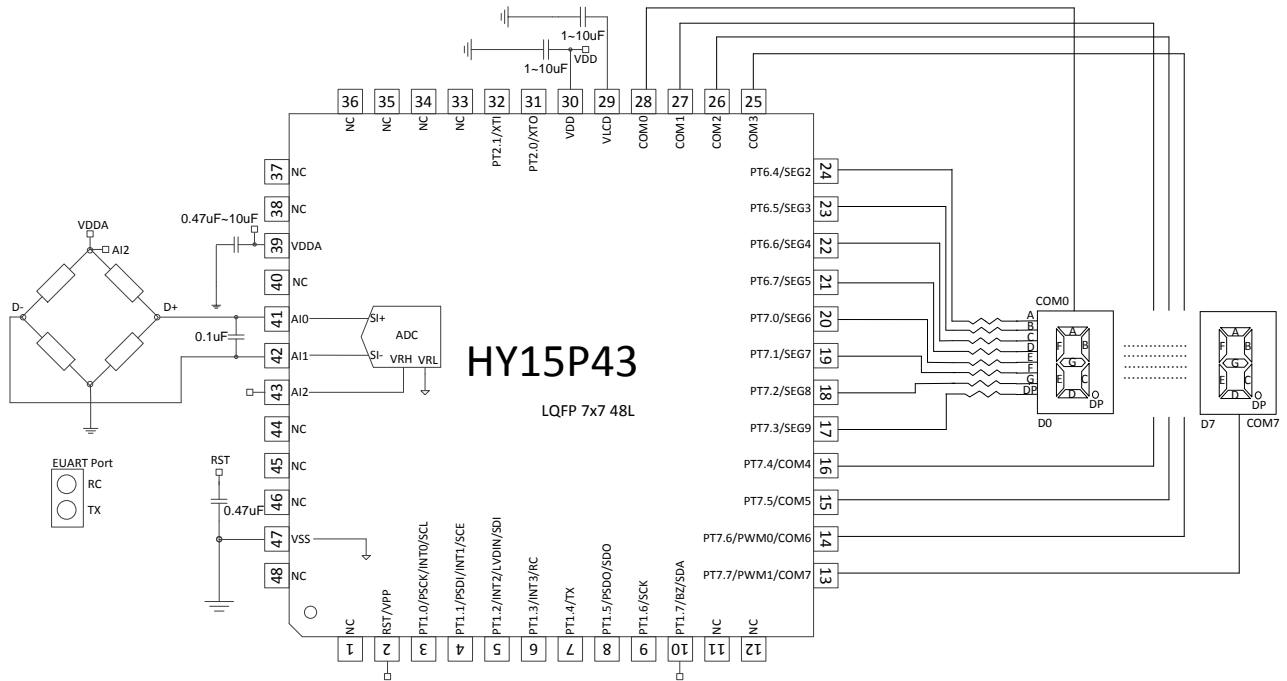 1~10uF
VDD
1~10uF
36
35
34
33
32
31
30
29
28
27
26
25
NC
NC
NC
NC
PT2.1/XTI
PT2.0/XTO
VDD
VLCD
COM0
COM1
COM2
COM3
37 NC
38 NC
39 VDDA
40 NC
41 AI0
42 AI1
43 AI2
44 NC
45 NC
46 NC
47 VSS
48 NC
0.47uF~10uF
VDDA
AI2
D-
D+
0.1uF
SI+
SI-
ADC
VRH VRL
HY15P43
LQFP 7x7 48L
RST
0.47uF
EUART Port
RC
TX
PT6.4/SEG2 24
PT6.5/SEG3 23
PT6.6/SEG4 22
PT6.7/SEG5 21
PT7.0/SEG6 20
PT7.1/SEG7 19
PT7.2/SEG8 18
PT7.3/SEG9 17
PT7.4/COM4 16
PT7.5/COM5 15
PT7.6/PWM0/COM6 14
PT7.7/PWM1/COM7 13
COM0
A
B
C
D
E
F
G
DP
A
F B
G
E C
D
DP
D0
A
F B
G
E C
D
DP
D7 COM7
NC
RST/VPP
PT1.0/PSCK/INT0/SCL
PT1.1/PSDI/INT1/SCE
PT1.2/INT2/LVDIN/SDI
PT1.3/INT3/RC
PT1.4/TX
PT1.5/PSDO/SDO
PT1.6/SCK
PT1.7/BZ/SDA
NC
NC
1
2
3
4
5
6
7
8
9
10
11
12